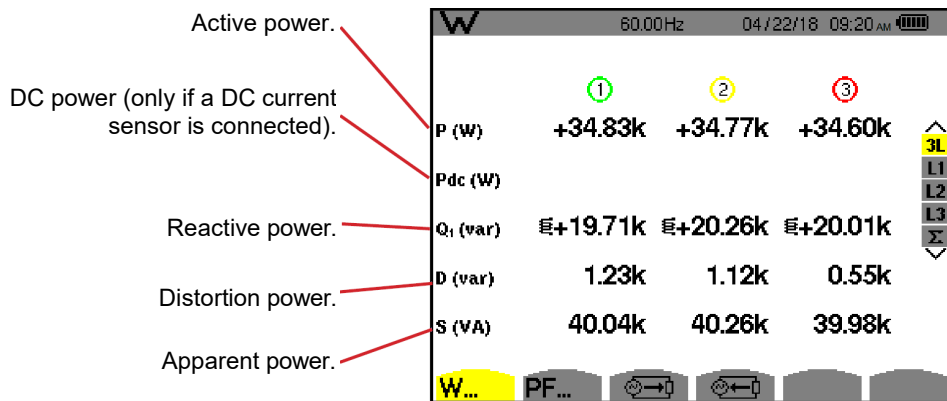 Active power.
W 60.00Hz 04/22/18 09:20 AM
DC power (only if a DC current
sensor is connected).
1 2 3
P (W) +34.83k +34.77k +34.60k
3L
L1
L2
L3
Σ
Pdc (W)
Reactive power.
Q₁ (var) +19.71k +20.26k +20.01k
Distortion power.
D (var) 1.23k 1.12k 0.55k
Apparent power.
S (VA) 40.04k 40.26k 39.98k
W... PF...